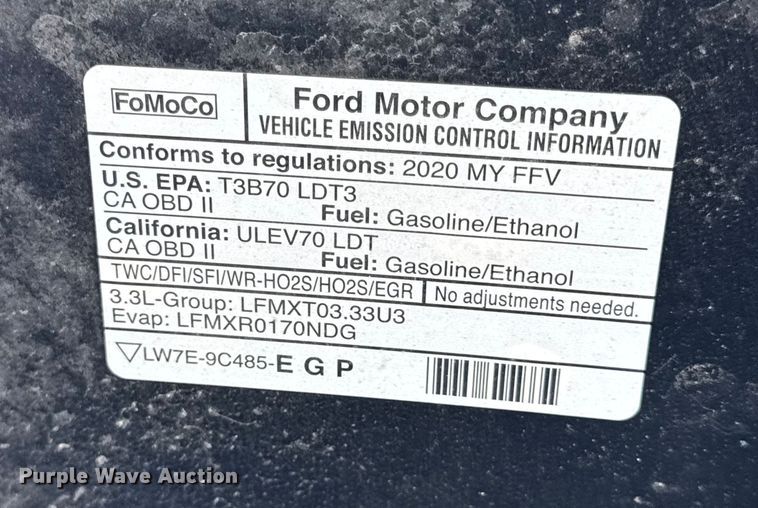 FoMoCo
Ford Motor Company
VEHICLE EMISSION CONTROL INFORMATION
Conforms to regulations: 2020 MY FFV
U.S. EPA: T3B70 LDT3
CA OBD II Fuel: Gasoline/Ethanol
California: ULEV70 LDT
CA OBD II Fuel: Gasoline/Ethanol
TWC/DFI/SFI/WR-HO2S/HO2S/EGR No adjustments needed.
3.3L-Group: LFMXT03.33U3
Evap: LFMXR0170NDG
LW7E-9C485-E G P
Purple Wave Auction